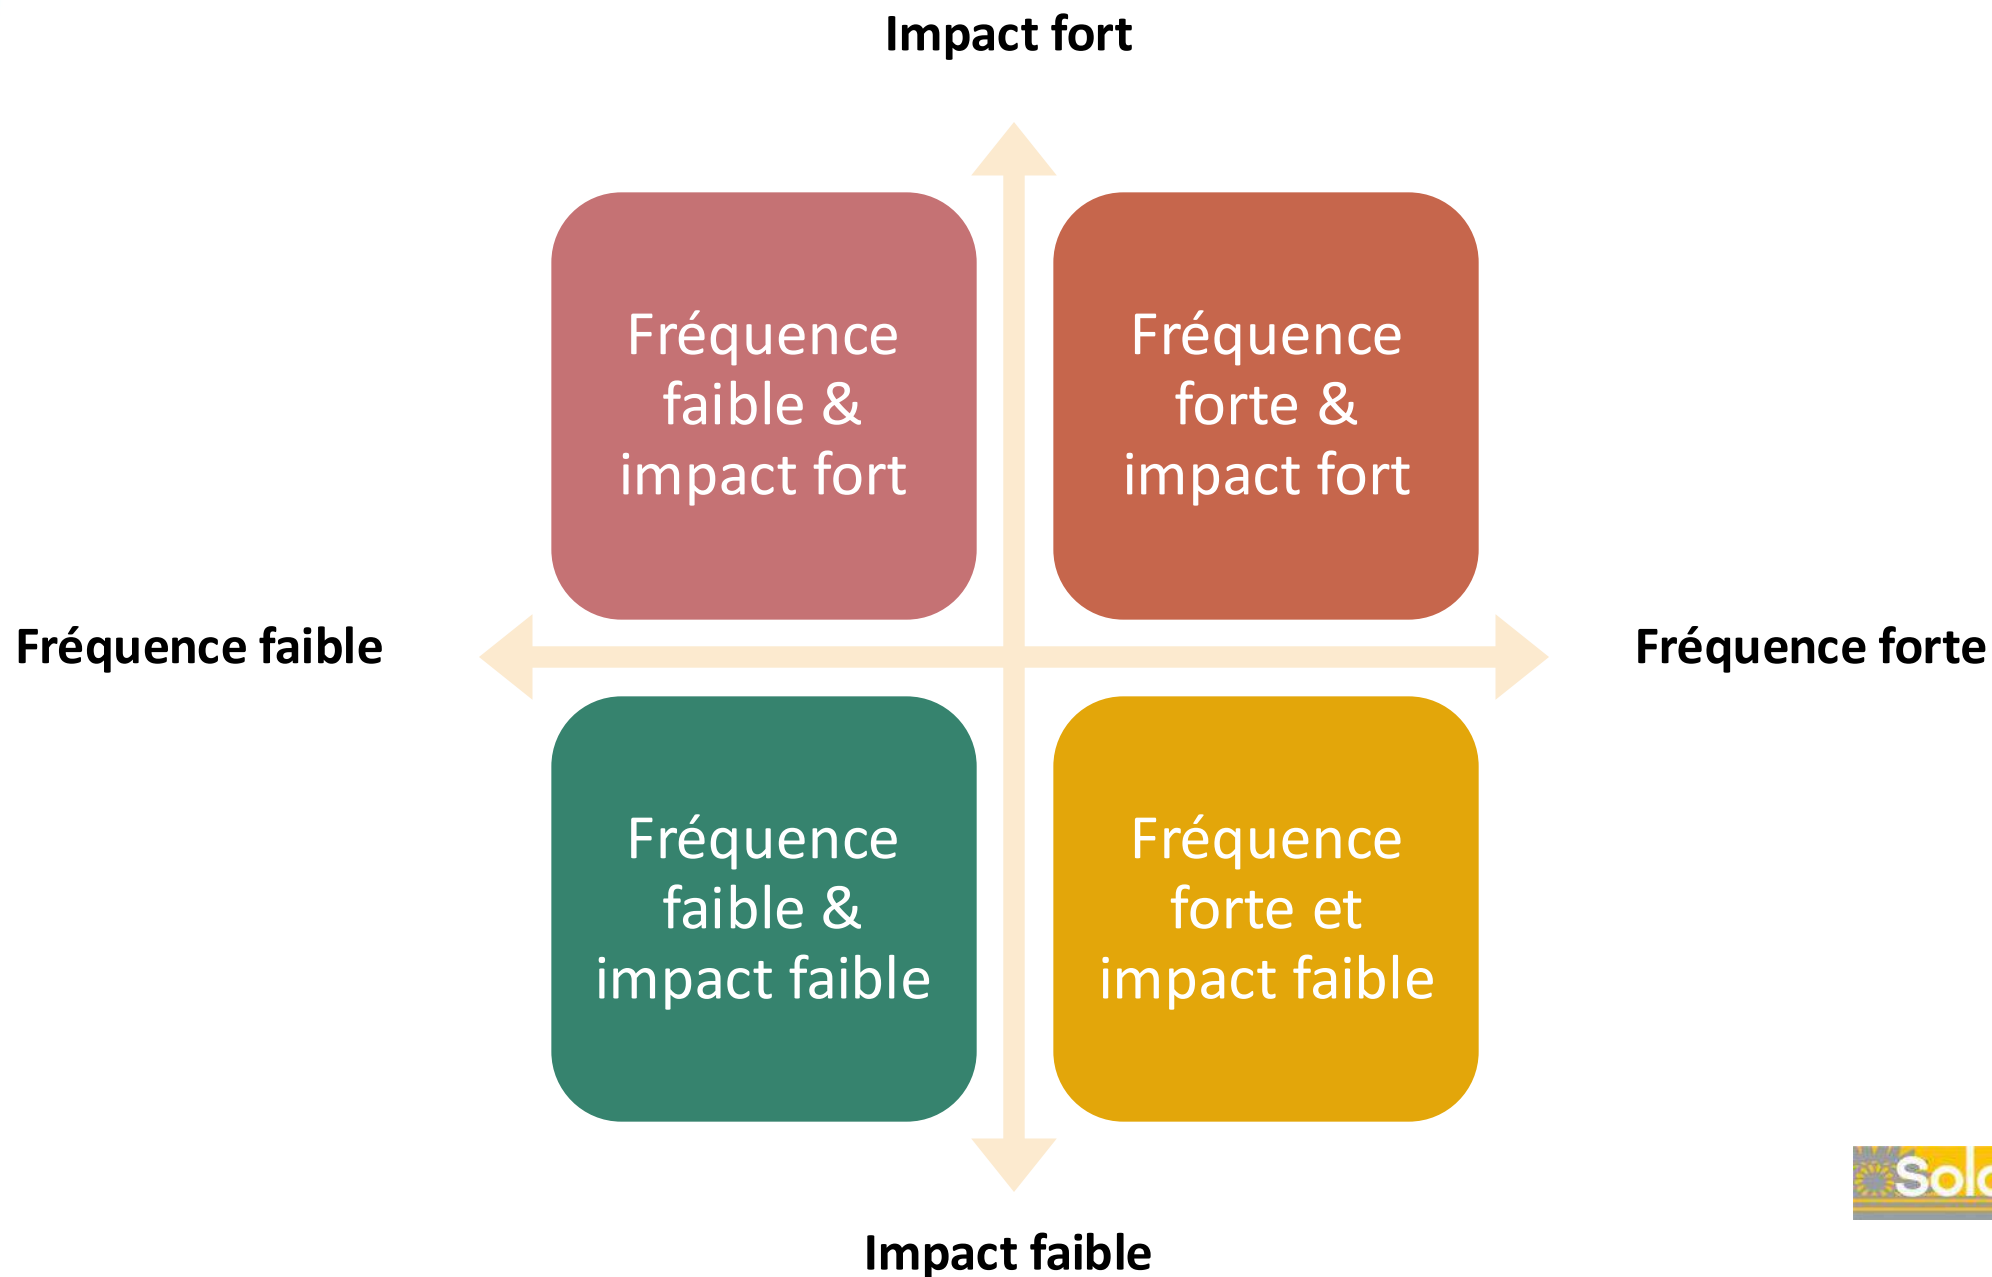 Impact fort
Fréquence
faible &
impact fort
Fréquence
forte &
impact fort
Fréquence faible
Fréquence forte
Fréquence
faible &
impact faible
Fréquence
forte et
impact faible
Impact faible